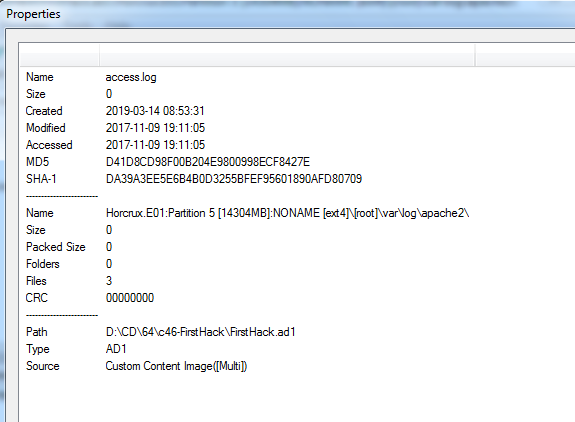 Properties
Name access.log
Size 0
Created 2019-03-14 08:53:31
Modified 2017-11-09 19:11:05
Accessed 2017-11-09 19:11:05
MD5 D41D8CD98F00B204E9800998ECF8427E
SHA-1 DA39A3EE5E6B4B0D3255BFEF95601890AFD80709
------------------------
Name Horcrux.E01:Partition 5 [14304MB]:NONAME [ext4]\[root]\var\log\apache2\
Size 0
Packed Size 0
Folders 0
Files 3
CRC 00000000
------------------------
Path D:\CD\64\c46-FirstHack\FirstHack.ad1
Type AD1
Source Custom Content Image([Multi])